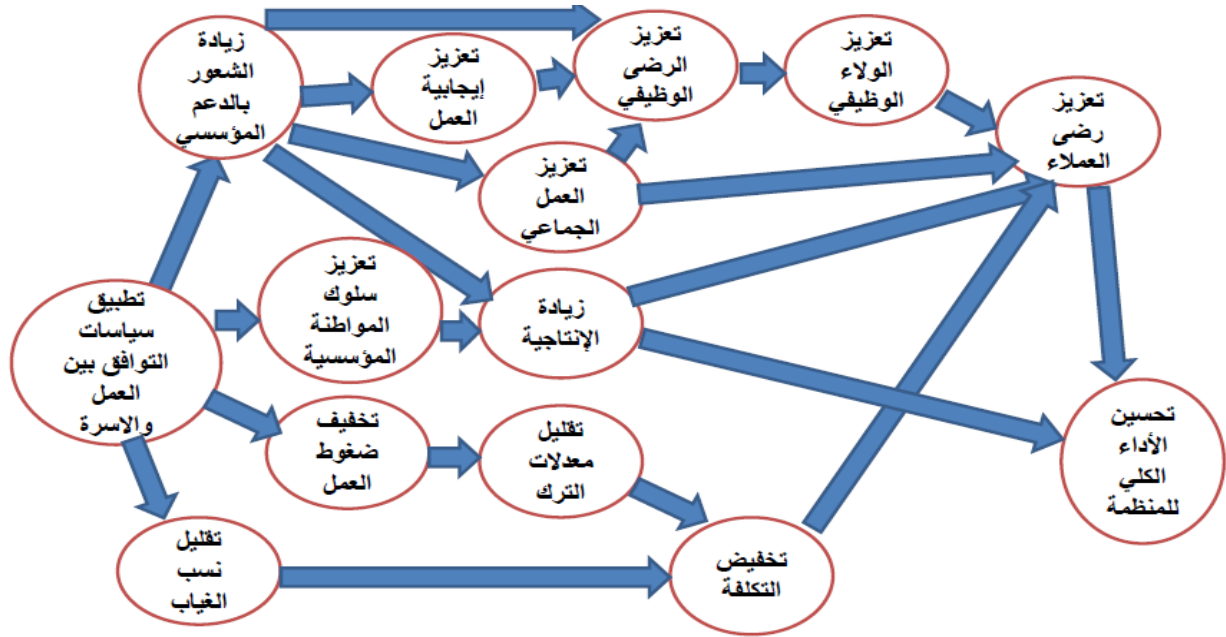 زيادة
الشعور
بالدعم
المؤسسي
تعزيز
إيجابية
العمل
تعزيز
الرضى
الوظيفي
تعزيز
الولاء
الوظيفي
تعزيز
رضى
العملاء
تعزيز
العمل
الجماعي
تعزيز
سلوك
المواطنة
المؤسسية
زيادة
الإنتاجية
تطبيق
سياسات
التوافق بين
العمل
والاسرة
تخفيف
ضغوط
العمل
تقليل
معدلات
الترك
تحسين
الأداء
الكلي
للمنظمة
تقليل
نسب
الغياب
تخفيض
التكلفة